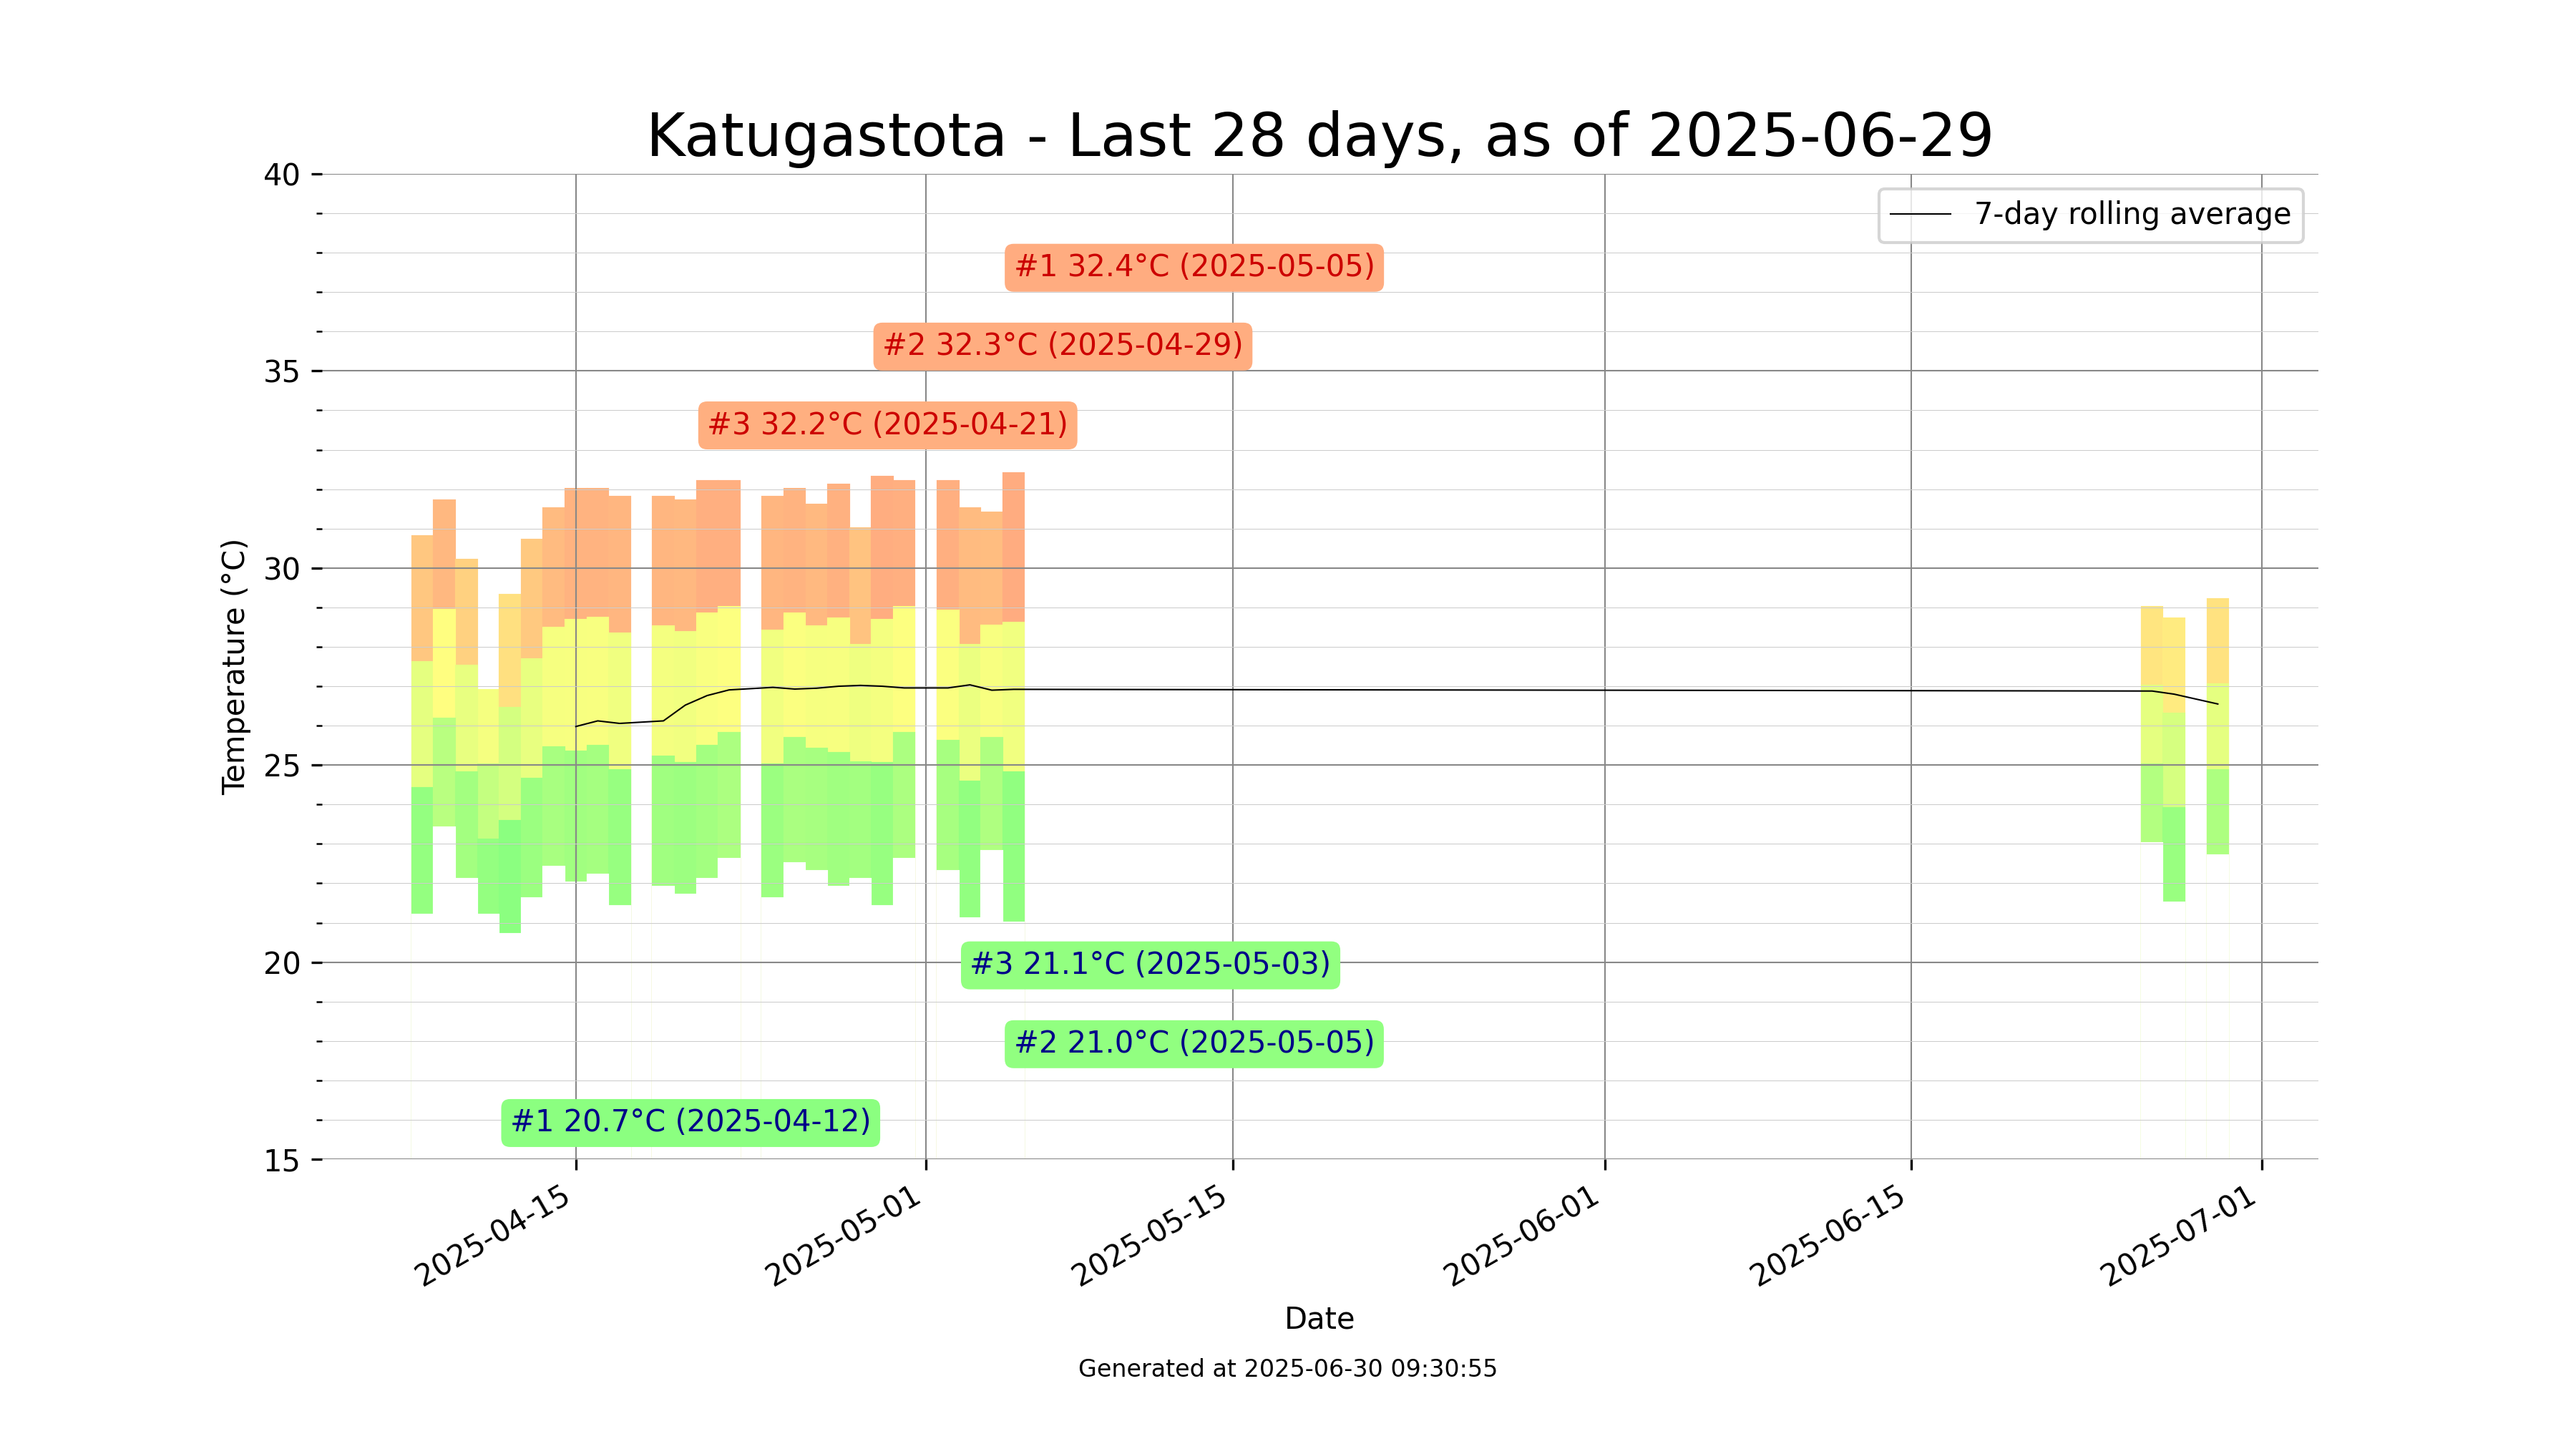 Katugastota - Last 28 days, as of 2025-06-29
40
35
30
25
20
15
Temperature (°C)
7-day rolling average
#1 32.4°C (2025-05-05)
#2 32.3°C (2025-04-29)
#3 32.2°C (2025-04-21)
#3 21.1°C (2025-05-03)
#2 21.0°C (2025-05-05)
#1 20.7°C (2025-04-12)
2025-04-15
2025-05-01
2025-05-15
2025-06-01
2025-06-15
2025-07-01
Date
Generated at 2025-06-30 09:30:55